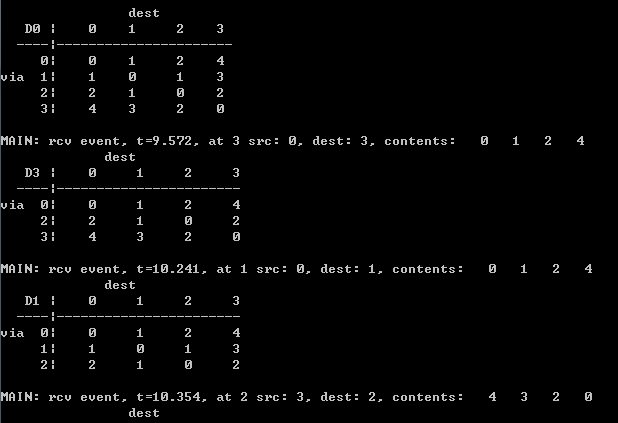 dest
   D0 ¦    0    1     2    3
  ----¦----------------------
     0¦    0    1     2    4
via  1¦    1    0     1    3
     2¦    2    1     0    2
     3¦    4    3     2    0
MAIN: rcv event, t=9.572, at 3 src: 0, dest: 3, contents:   0   1   2   4
             dest
   D3 ¦    0     1     2     3
  ----¦-----------------------
via  0¦    0     1     2     4
     2¦    2     1     0     2
     3¦    4     3     2     0
MAIN: rcv event, t=10.241, at 1 src: 0, dest: 1, contents:   0   1   2   4
             dest
   D1 ¦    0     1     2     3
  ----¦-----------------------
via  0¦    0     1     2     4
     1¦    1     0     1     3
     2¦    2     1     0     2
MAIN: rcv event, t=10.354, at 2 src: 3, dest: 2, contents:   4   3   2   0
                dest